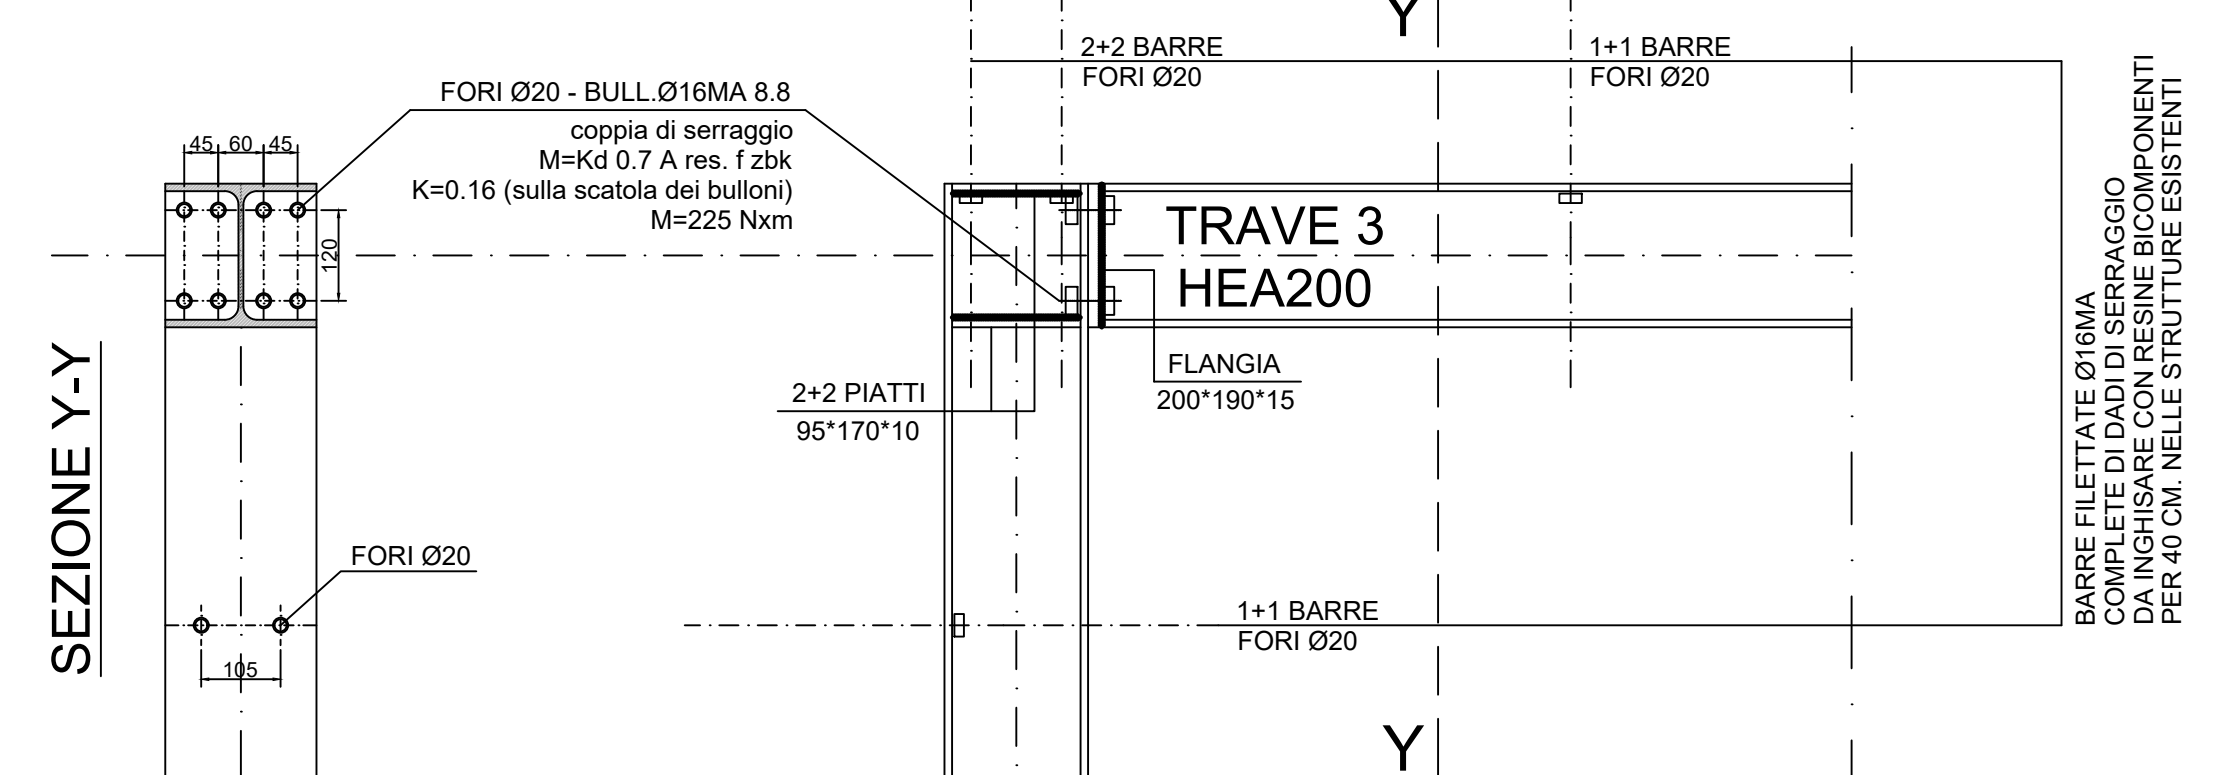 Y
2+2 BARRE
FORI Ø20
1+1 BARRE
FORI Ø20
FORI Ø20 - BULL.Ø16MA 8.8
coppia di serraggio
M=Kd 0.7 A res. f zbk
K=0.16 (sulla scatola dei bulloni)
M=225 Nxm
45
60
45
120
TRAVE 3
HEA200
FLANGIA
200*190*15
2+2 PIATTI
95*170*10
SEZIONE Y-Y
FORI Ø20
105
1+1 BARRE
FORI Ø20
Y
BARRE FILETTATE Ø16MA
COMPLETE DI DADI DI SERRAGGIO
DA INGHISARE CON RESINE BICOMPONENTI
PER 40 CM. NELLE STRUTTURE ESISTENTI